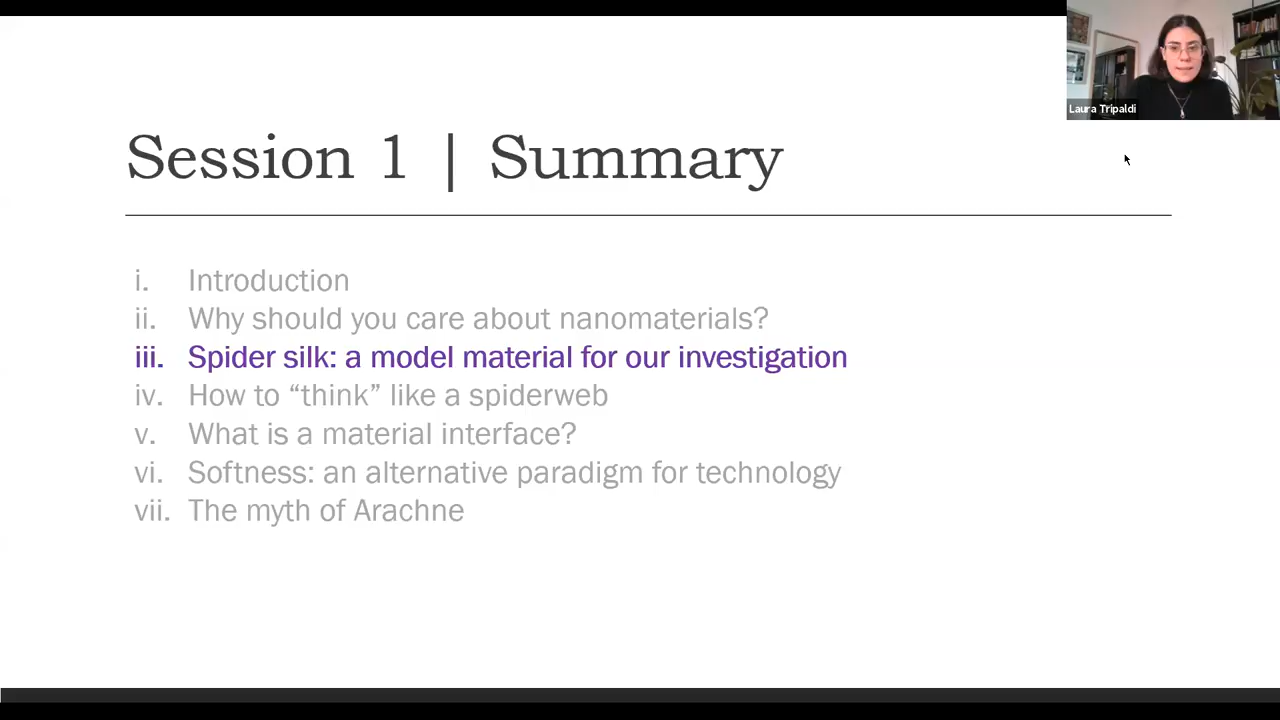 Laura Tripaldi
Session 1 | Summary
i. Introduction
ii. Why should you care about nanomaterials?
iii. Spider silk: a model material for our investigation
iv. How to “think” like a spiderweb
v. What is a material interface?
vi. Softness: an alternative paradigm for technology
vii. The myth of Arachne